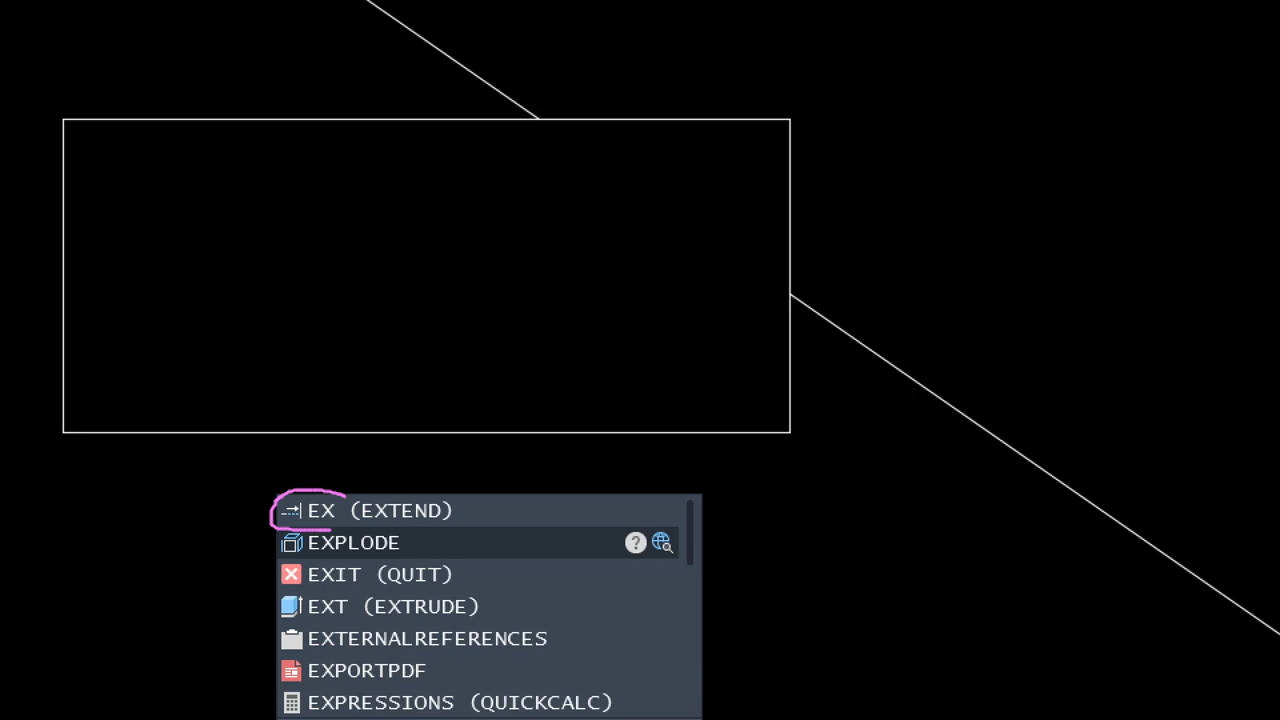 EX (EXTEND)
EXPLODE
EXIT (QUIT)
EXT (EXTRUDE)
EXTERNALREFERENCES
EXPORTPDF
EXPRESSIONS (QUICKCALC)